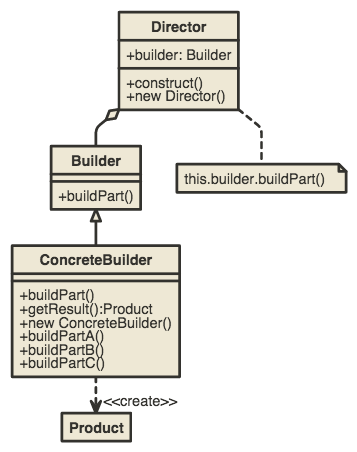 Director
+builder: Builder
+construct()
+new Director()
Builder
+buildPart()
this.builder.buildPart()
ConcreteBuilder
+buildPart()
+getResult():Product
+new ConcreteBuilder()
+buildPartA()
+buildPartB()
+buildPartC()
<<create>>
Product